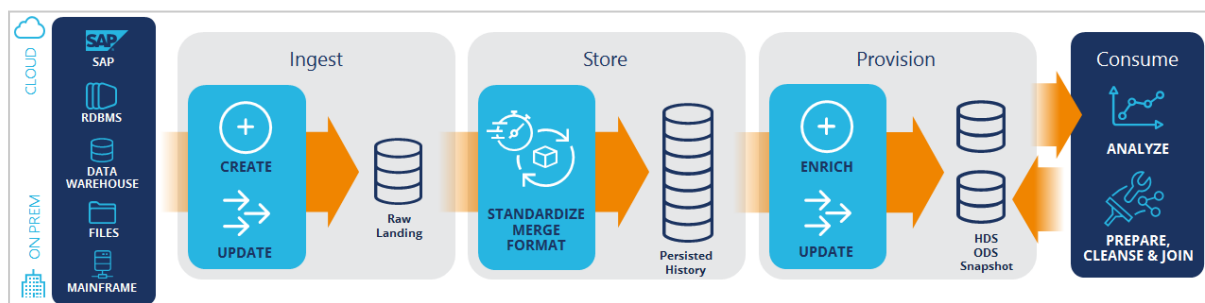 CLOUD
ON PREM
SAP
SAP
RDBMS
DATA
WAREHOUSE
FILES
MAINFRAME
Ingest
CREATE
UPDATE
Raw
Landing
Store
STANDARDIZE
MERGE
FORMAT
Persisted
History
Provision
ENRICH
UPDATE
HDS
ODS
Snapshot
Consume
ANALYZE
PREPARE,
CLEANSE & JOIN